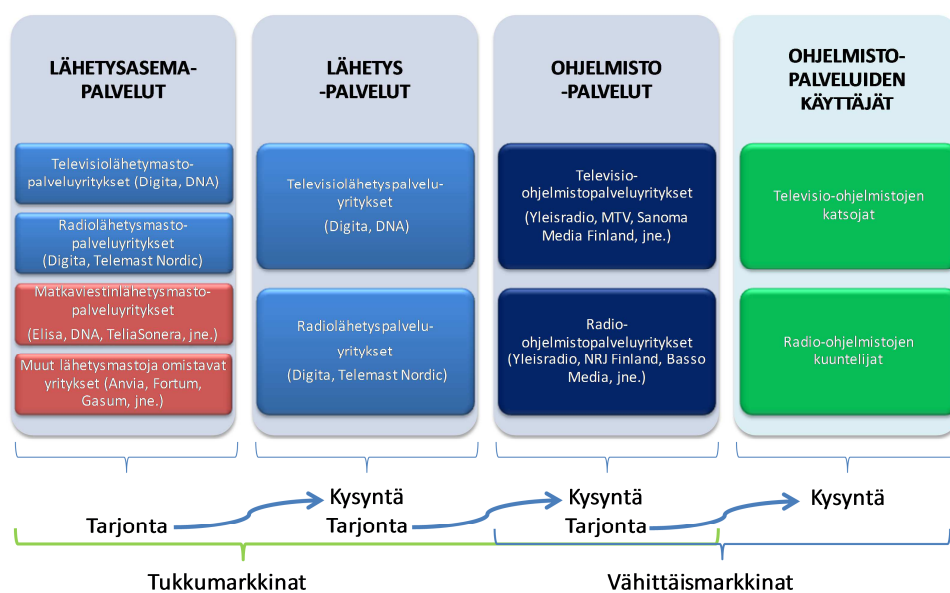 LÄHETYSASEMA-
PALVELUT
Televisiolähetymasto-
palveluyritykset (Digita, DNA)
Radiolähetysmasto-
palveluyritykset
(Digita, Telemast Nordic)
Matkaviestinlähetysmasto-
palveluyritykset
(Elisa, DNA, TeliaSonera, jne.)
Muut lähetysmastoja omistavat
yritykset (Anvia, Fortum,
Gasum, jne.)
LÄHETYS
-PALVELUT
Televisiolähetyspalvelu-
yritykset
(Digita, DNA)
Radiolähetyspalvelu-
yritykset
(Digita, Telemast Nordic)
OHJELMISTO
-PALVELUT
Televisio-
ohjelmistopalveluyritykset
(Yleisradio, MTV, Sanoma
Media Finland, jne.)
Radio-
ohjelmistopalveluyritykset
(Yleisradio, NRJ Finland, Basso
Media, jne.)
OHJELMISTO-
PALVELUIDEN
KÄYTTÄJÄT
Televisio-ohjelmistojen
katsojat
Radio-ohjelmistojen
kuuntelijat
Kysyntä
Kysyntä
Kysyntä
Tarjonta
Tarjonta
Tarjonta
Tukkumarkkinat
Vähittäismarkkinat